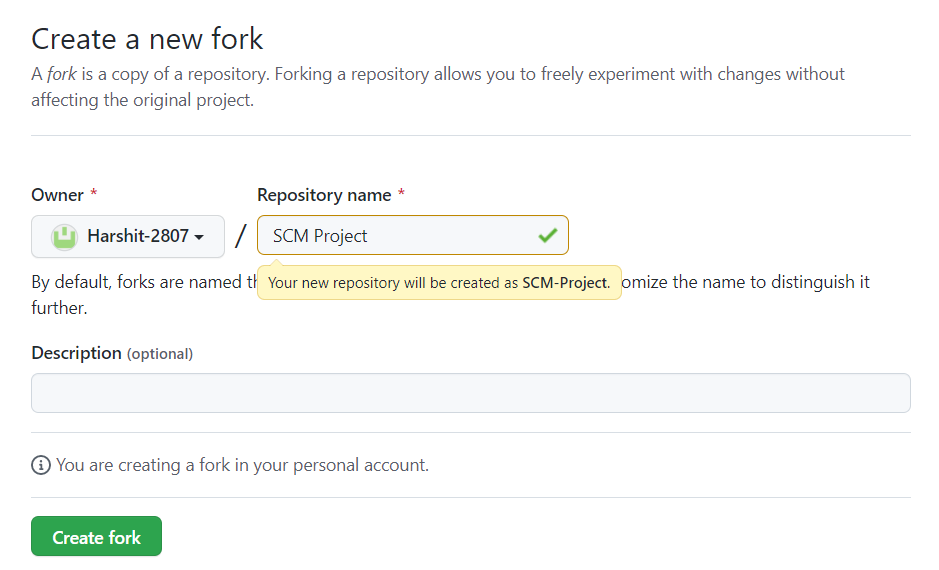 Create a new fork
A fork is a copy of a repository. Forking a repository allows you to freely experiment with changes without
affecting the original project.
Owner *
Repository name *
Harshit-2807
/
SCM Project
Your new repository will be created as SCM-Project.
By default, forks are named omize the name to distinguish it
further.
Description (optional)
You are creating a fork in your personal account.
Create fork